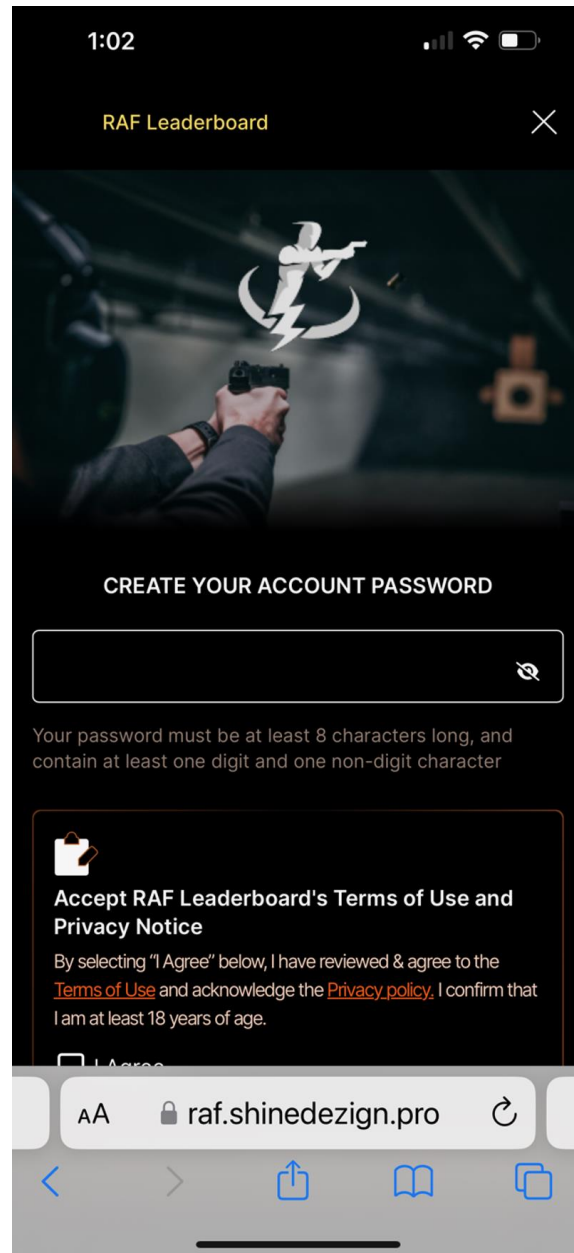 1:02
RAF Leaderboard
CREATE YOUR ACCOUNT PASSWORD
Your password must be at least 8 characters long, and
contain at least one digit and one non-digit character
Accept RAF Leaderboard's Terms of Use and
Privacy Notice
By selecting “I Agree” below, I have reviewed & agree to the
Terms of Use and acknowledge the Privacy policy. I confirm that
I am at least 18 years of age.
I Agree
AA raf.shinedezign.pro